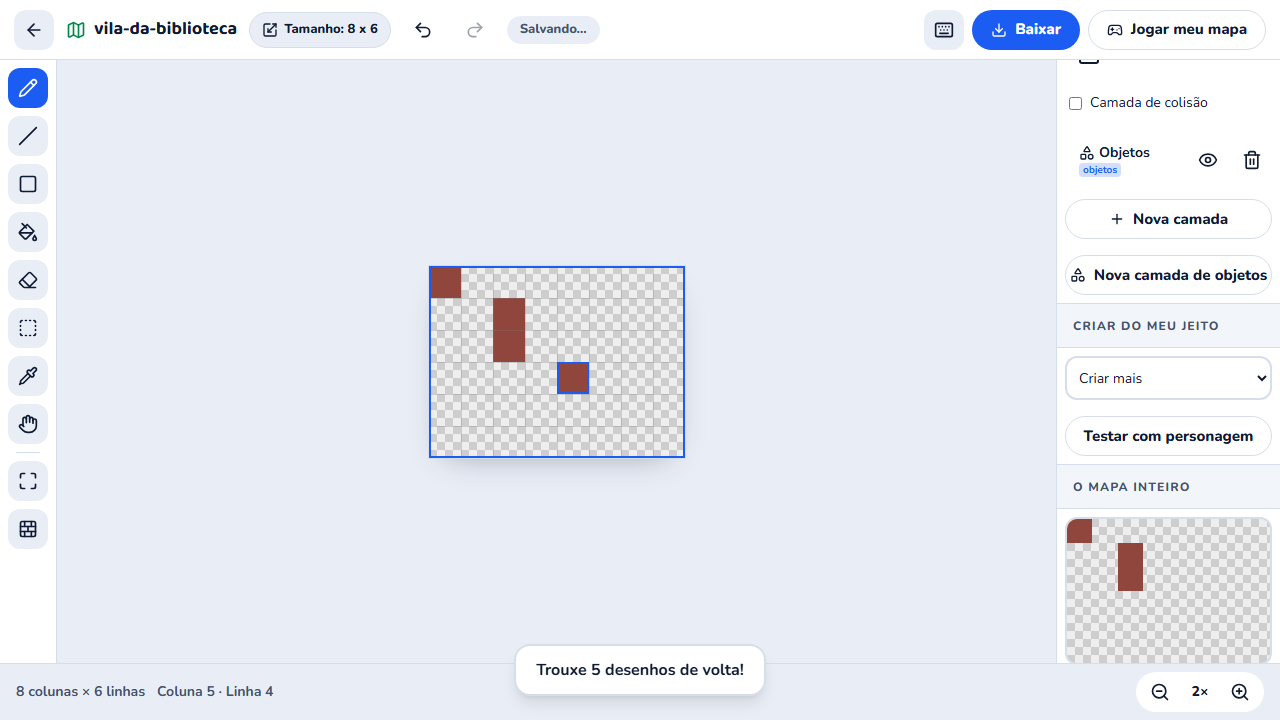 vila-da-biblioteca
Tamanho: 8 x 6
Salvando...
Baixar
Jogar meu mapa
Camada de colisão
Objetos
objetos
Nova camada
Nova camada de objetos
CRIAR DO MEU JEITO
Criar mais
Testar com personagem
O MAPA INTEIRO
Trouxe 5 desenhos de volta!
8 colunas × 6 linhas
Coluna 5 · Linha 4
2×